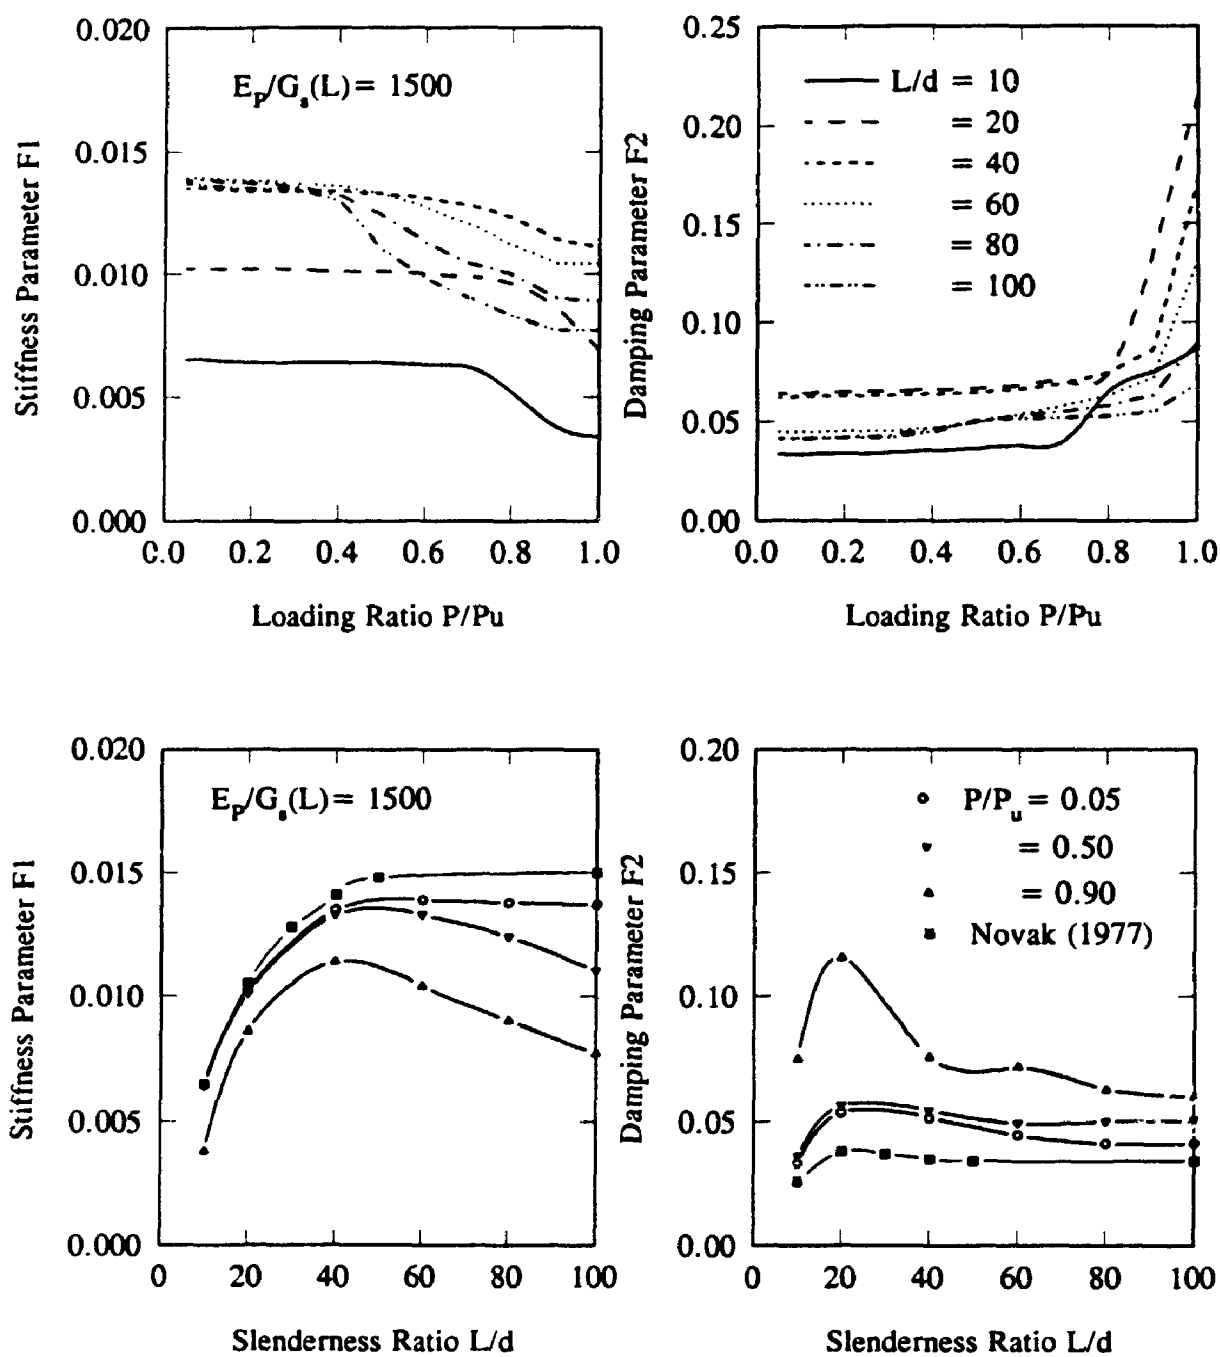 0.020
0.015
0.010
0.005
0.000
Stiffness Parameter F1
E_P/G_s(L) = 1500
0.0 0.2 0.4 0.6 0.8 1.0
Loading Ratio P/Pu
0.25
0.20
0.15
0.10
0.05
0.00
Damping Parameter F2
L/d = 10
= 20
= 40
= 60
= 80
= 100
0.0 0.2 0.4 0.6 0.8 1.0
Loading Ratio P/Pu
0.020
0.015
0.010
0.005
0.000
Stiffness Parameter F1
E_P/G_s(L) = 1500
0 20 40 60 80 100
Slenderness Ratio L/d
0.20
0.15
0.10
0.05
0.00
Damping Parameter F2
P/P_u = 0.05
= 0.50
= 0.90
Novak (1977)
0 20 40 60 80 100
Slenderness Ratio L/d